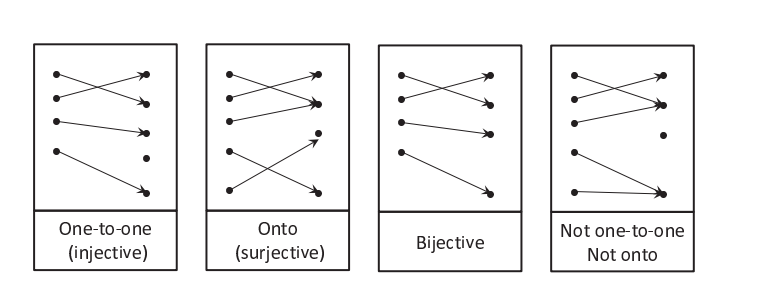 One-to-one
(injective)
Onto
(surjective)
Bijective
Not one-to-one
Not onto